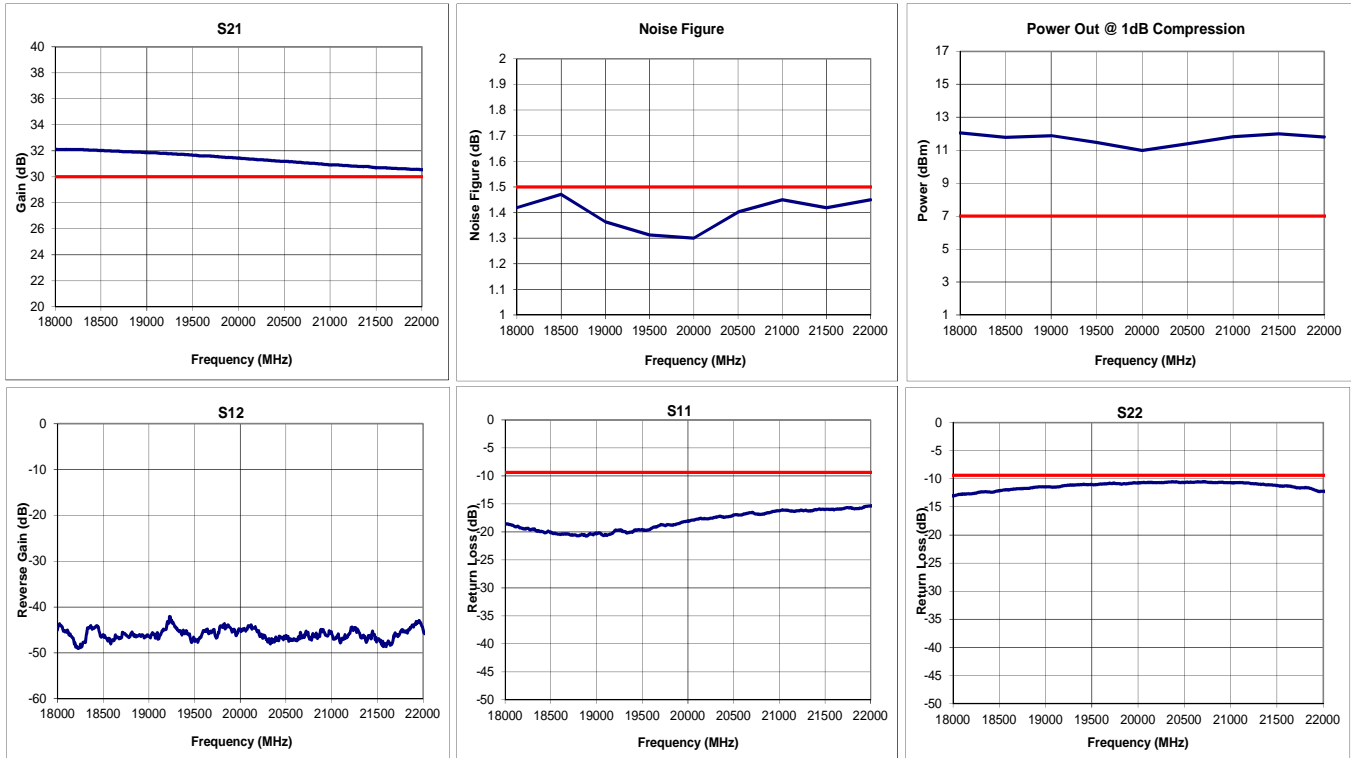 S21
Gain (dB)
40
38
36
34
32
30
28
26
24
22
20
18000 18500 19000 19500 20000 20500 21000 21500 22000
Frequency (MHz)
Noise Figure
Noise Figure (dB)
2
1.9
1.8
1.7
1.6
1.5
1.4
1.3
1.2
1.1
1
18000 18500 19000 19500 20000 20500 21000 21500 22000
Frequency (MHz)
Power Out @ 1dB Compression
Power (dBm)
17
15
13
11
9
7
5
3
1
18000 18500 19000 19500 20000 20500 21000 21500 22000
Frequency (MHz)
S12
Reverse Gain (dB)
0
-10
-20
-30
-40
-50
-60
18000 18500 19000 19500 20000 20500 21000 21500 22000
Frequency (MHz)
S11
Return Loss (dB)
0
-5
-10
-15
-20
-25
-30
-35
-40
-45
-50
18000 18500 19000 19500 20000 20500 21000 21500 22000
Frequency (MHz)
S22
Return Loss (dB)
0
-5
-10
-15
-20
-25
-30
-35
-40
-45
-50
18000 18500 19000 19500 20000 20500 21000 21500 22000
Frequency (MHz)